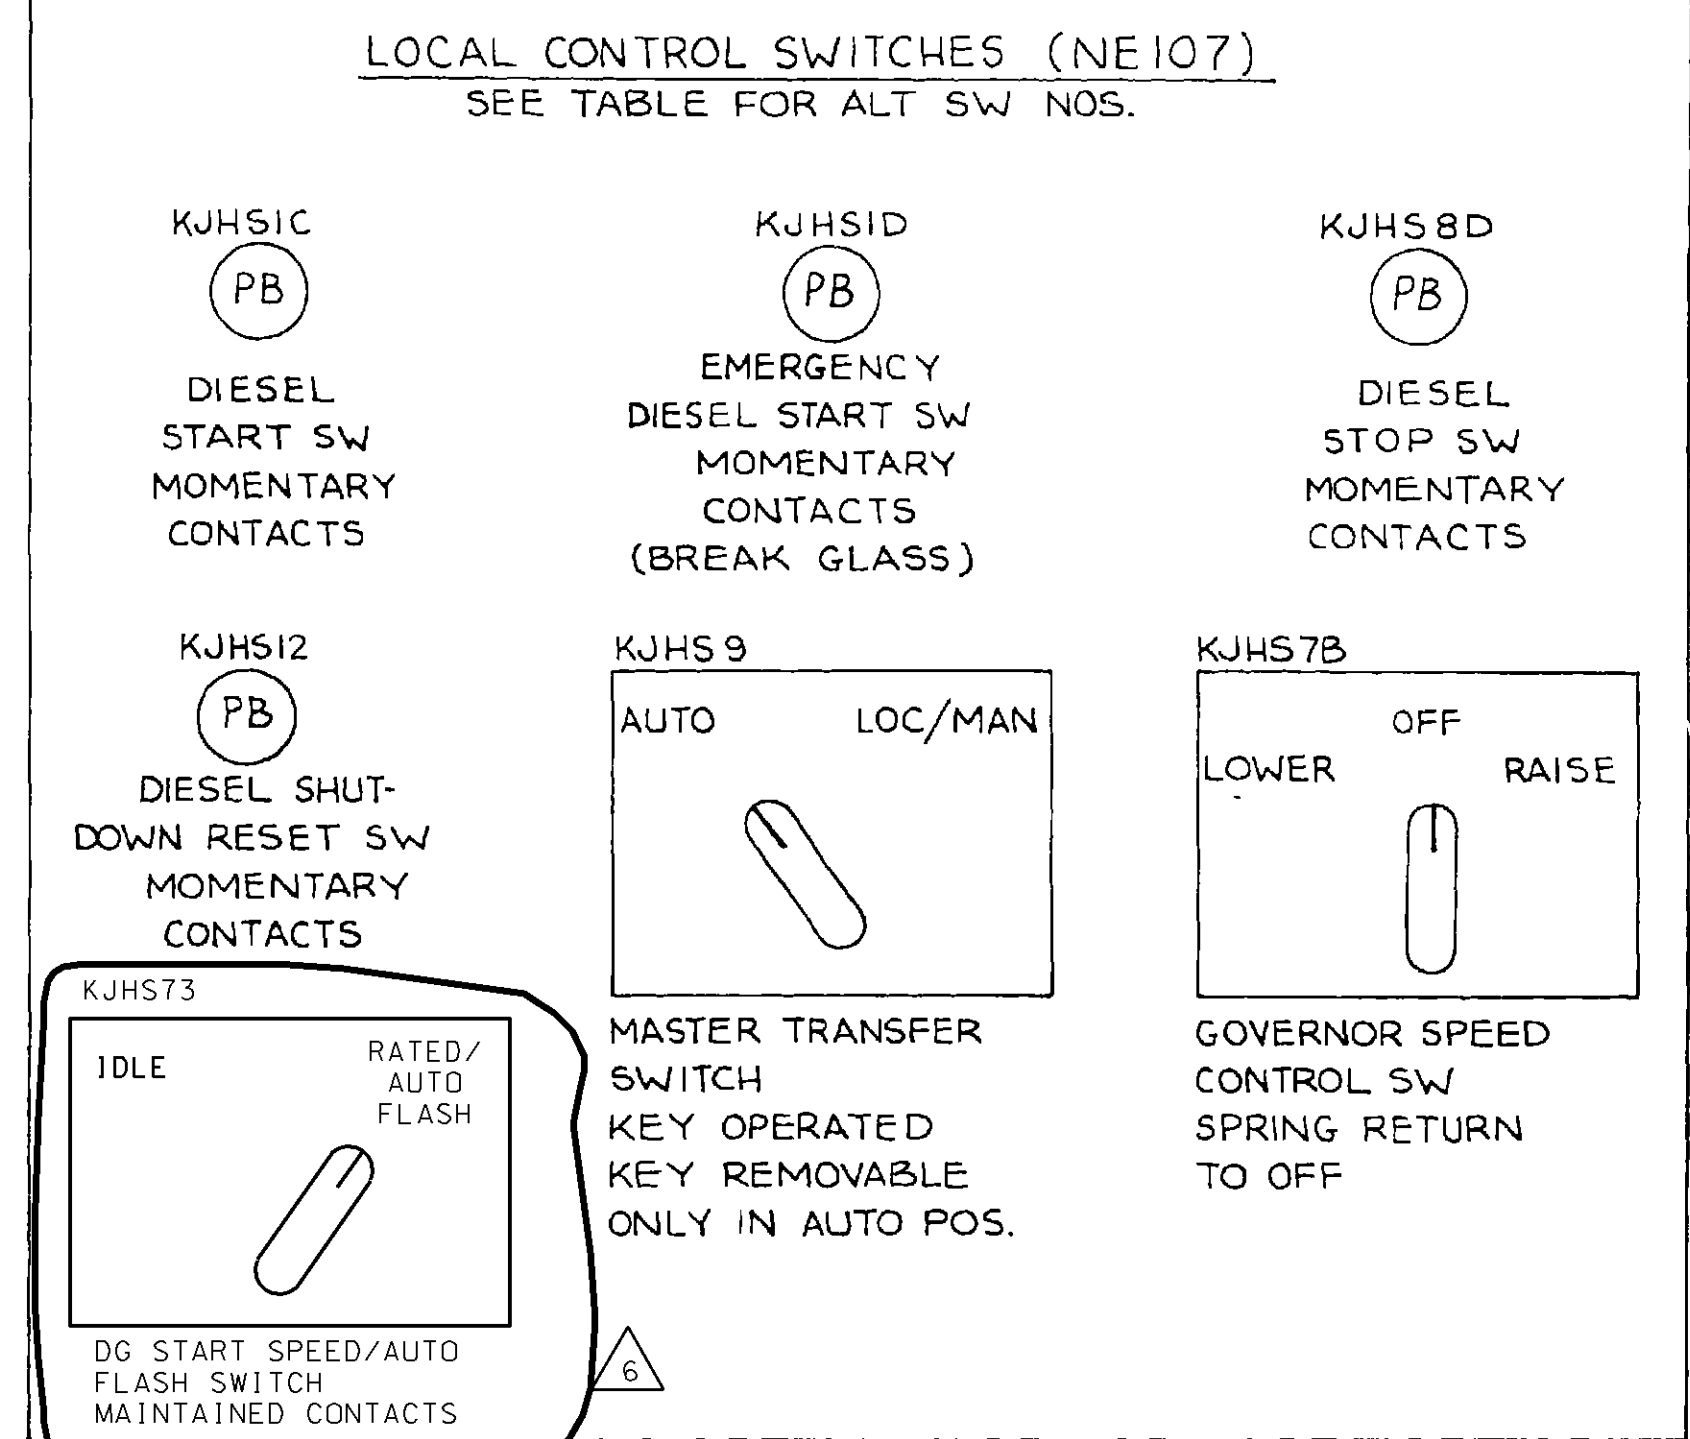 LOCAL CONTROL SWITCHES (NE107)
SEE TABLE FOR ALT SW NOS.
KJHS1C
PB
DIESEL
START SW
MOMENTARY
CONTACTS
KJHS1D
PB
EMERGENCY
DIESEL START SW
MOMENTARY
CONTACTS
(BREAK GLASS)
KJHS8D
PB
DIESEL
STOP SW
MOMENTARY
CONTACTS
KJHS12
PB
DIESEL SHUT-
DOWN RESET SW
MOMENTARY
CONTACTS
KJHS9
AUTO LOC/MAN
MASTER TRANSFER
SWITCH
KEY OPERATED
KEY REMOVABLE
ONLY IN AUTO POS.
KJHS7B
OFF
LOWER RAISE
GOVERNOR SPEED
CONTROL SW
SPRING RETURN
TO OFF
KJHS73
IDLE
RATED/
AUTO
FLASH
DG START SPEED/AUTO
FLASH SWITCH
MAINTAINED CONTACTS
6